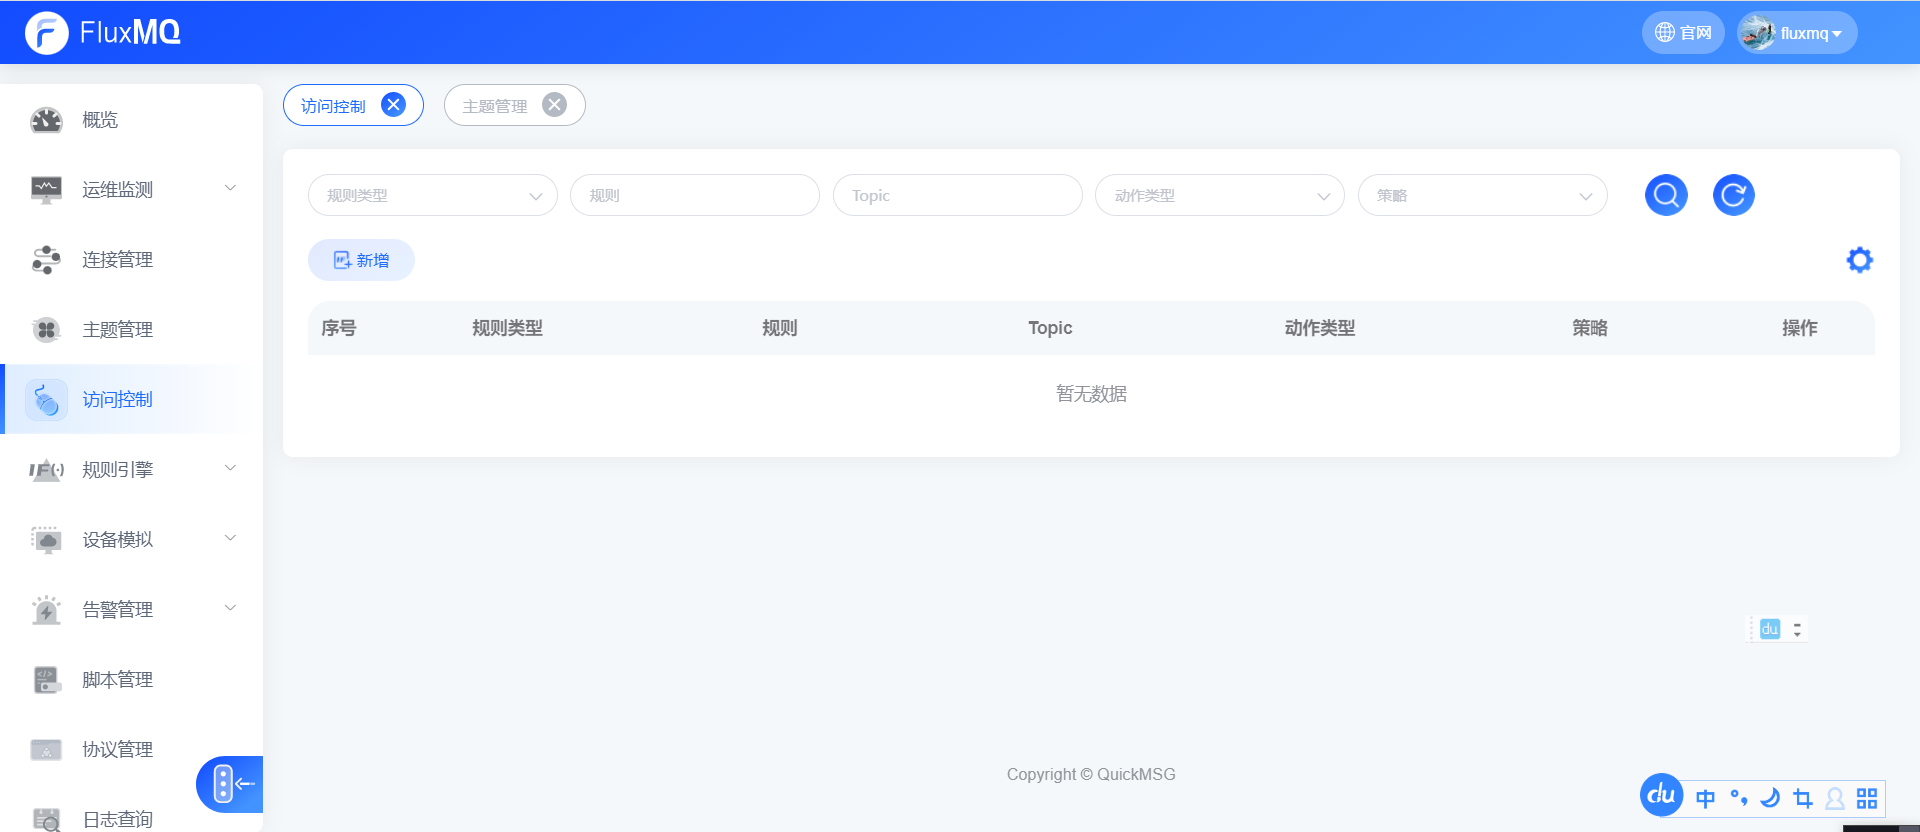 FluxMQ
官网
fluxmq
概览
运维监测
连接管理
主题管理
访问控制
规则引擎
设备模拟
告警管理
脚本管理
协议管理
日志查询
访问控制
主题管理
规则类型
规则
Topic
动作类型
策略
新增
序号 规则类型 规则 Topic 动作类型 策略 操作
暂无数据
du
Copyright © QuickMSG
du 中